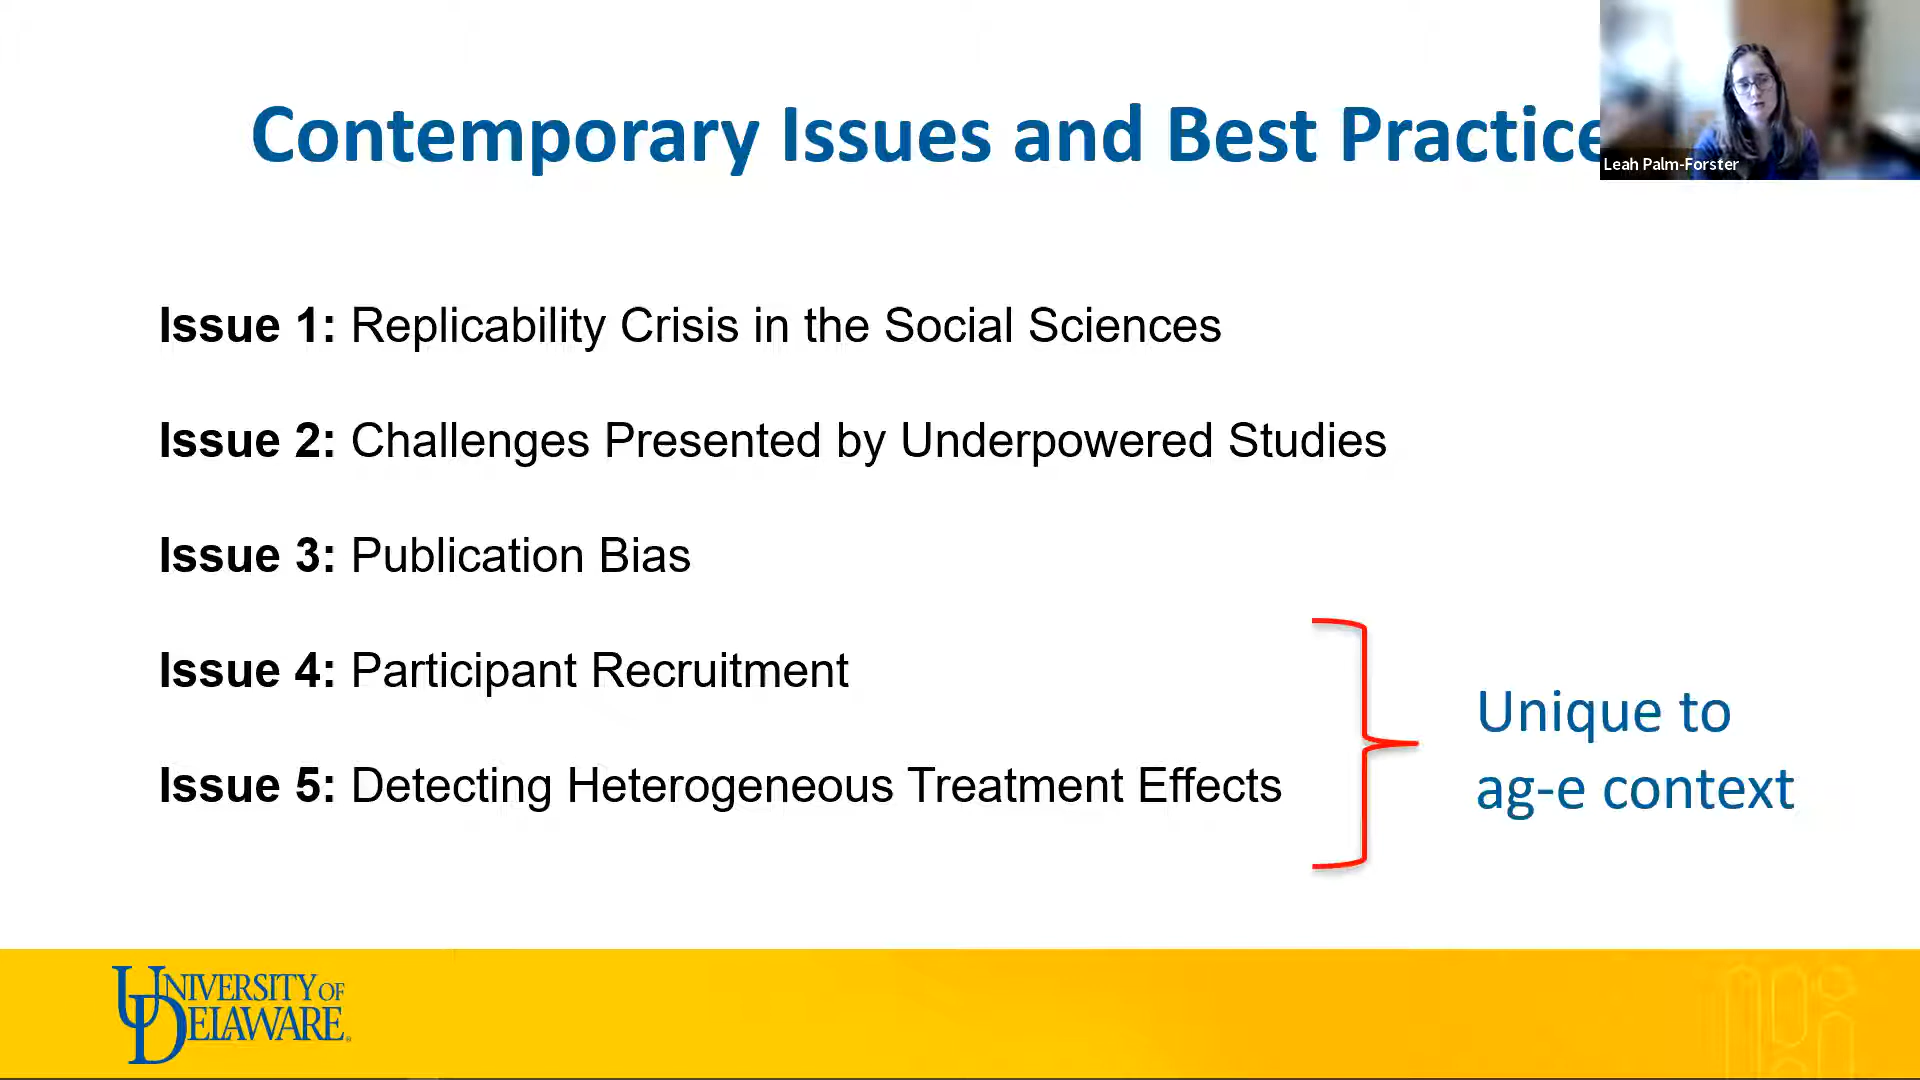 Contemporary Issues and Best Practice
Leah Palm-Forster
Issue 1: Replicability Crisis in the Social Sciences
Issue 2: Challenges Presented by Underpowered Studies
Issue 3: Publication Bias
Issue 4: Participant Recruitment
Issue 5: Detecting Heterogeneous Treatment Effects
Unique to
ag-e context
UNIVERSITY OF
DELAWARE